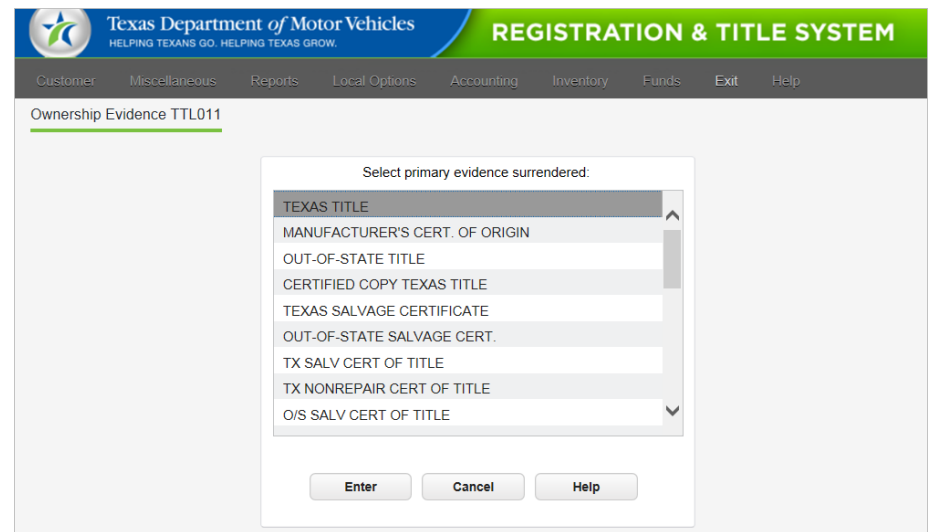 Texas Department of Motor Vehicles
HELPING TEXANS GO. HELPING TEXAS GROW.
REGISTRATION & TITLE SYSTEM
Customer Miscellaneous Reports Local Options Accounting Inventory Funds Exit Help
Ownership Evidence TTL011
Select primary evidence surrendered:
TEXAS TITLE
MANUFACTURER'S CERT. OF ORIGIN
OUT-OF-STATE TITLE
CERTIFIED COPY TEXAS TITLE
TEXAS SALVAGE CERTIFICATE
OUT-OF-STATE SALVAGE CERT.
TX SALV CERT OF TITLE
TX NONREPAIR CERT OF TITLE
O/S SALV CERT OF TITLE
Enter Cancel Help